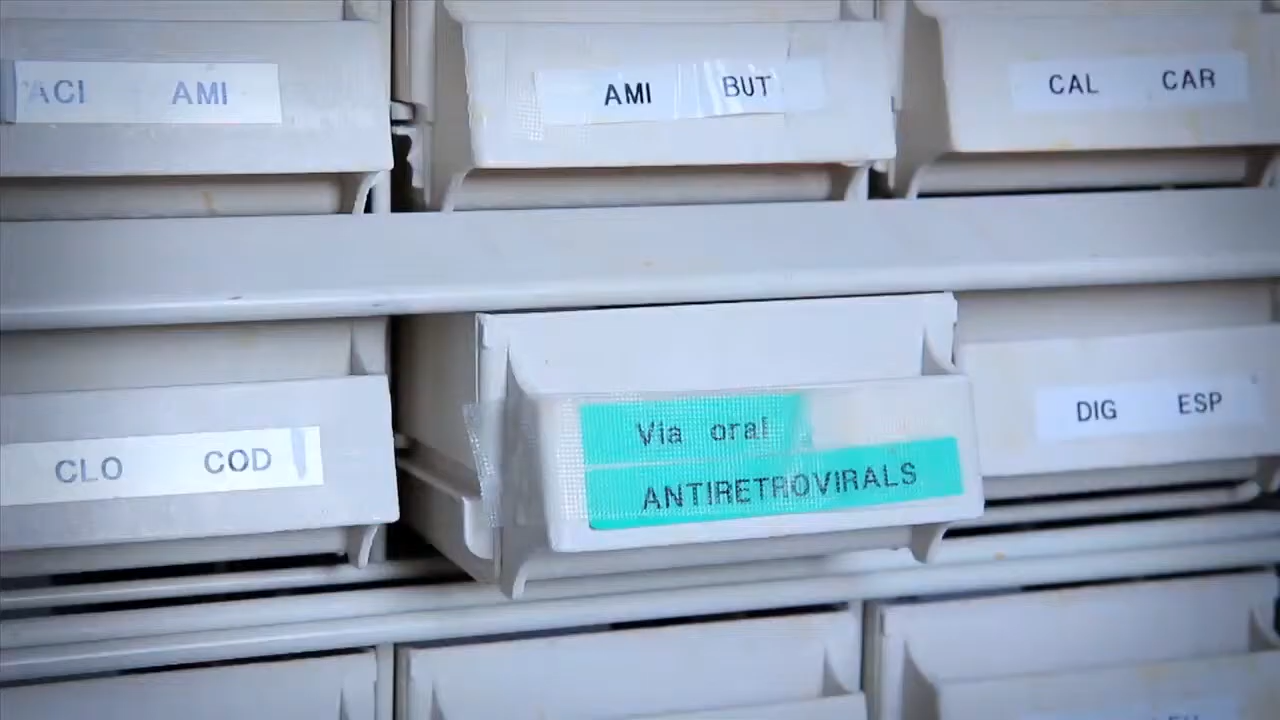 ACI AMI
AMI BUT
CAL CAR
CLO COD
Via oral
ANTIRETROVIRALS
DIG ESP